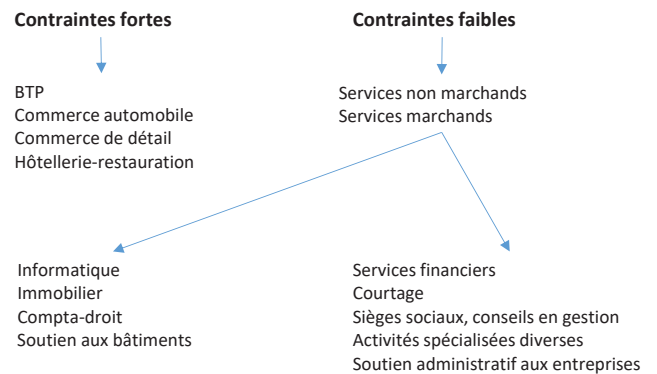 Contraintes fortes
BTP
Commerce automobile
Commerce de détail
Hôtellerie-restauration
Contraintes faibles
Services non marchands
Services marchands
Informatique
Immobilier
Compta-droit
Soutien aux bâtiments
Services financiers
Courtage
Sièges sociaux, conseils en gestion
Activités spécialisées diverses
Soutien administratif aux entreprises